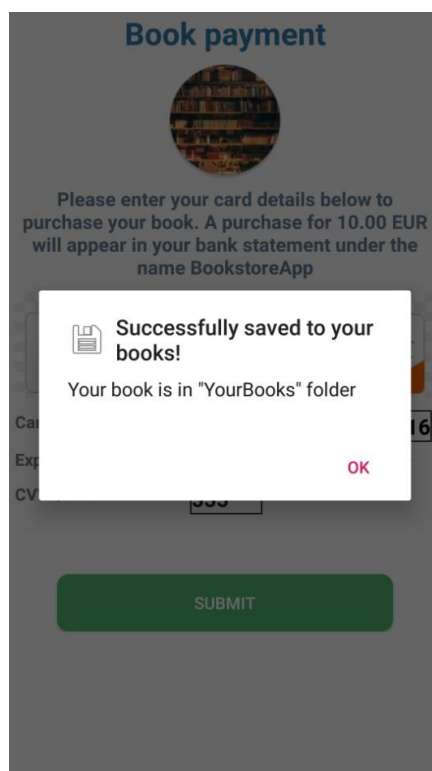 Book payment
Please enter your card details below to
purchase your book. A purchase for 10.00 EUR
will appear in your bank statement under the
name BookstoreApp
Successfully saved to your
books!
Your book is in "YourBooks" folder
OK
16
SUBMIT